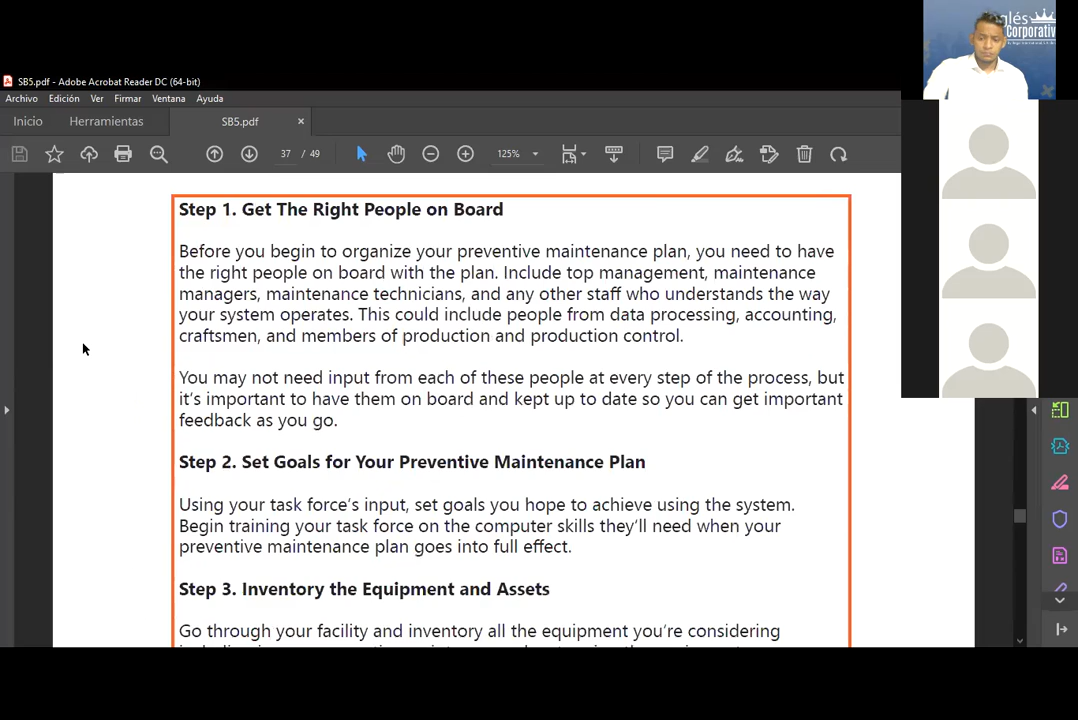 glés
Corporativ
SB5.pdf - Adobe Acrobat Reader DC (64-bit)
Archivo Edición Ver Firmar Ventana Ayuda
Inicio Herramientas SB5.pdf ×
37 / 49 125%
Step 1. Get The Right People on Board
Before you begin to organize your preventive maintenance plan, you need to have
the right people on board with the plan. Include top management, maintenance
managers, maintenance technicians, and any other staff who understands the way
your system operates. This could include people from data processing, accounting,
craftsmen, and members of production and production control.
You may not need input from each of these people at every step of the process, but
it's important to have them on board and kept up to date so you can get important
feedback as you go.
Step 2. Set Goals for Your Preventive Maintenance Plan
Using your task force's input, set goals you hope to achieve using the system.
Begin training your task force on the computer skills they'll need when your
preventive maintenance plan goes into full effect.
Step 3. Inventory the Equipment and Assets
Go through your facility and inventory all the equipment you're considering